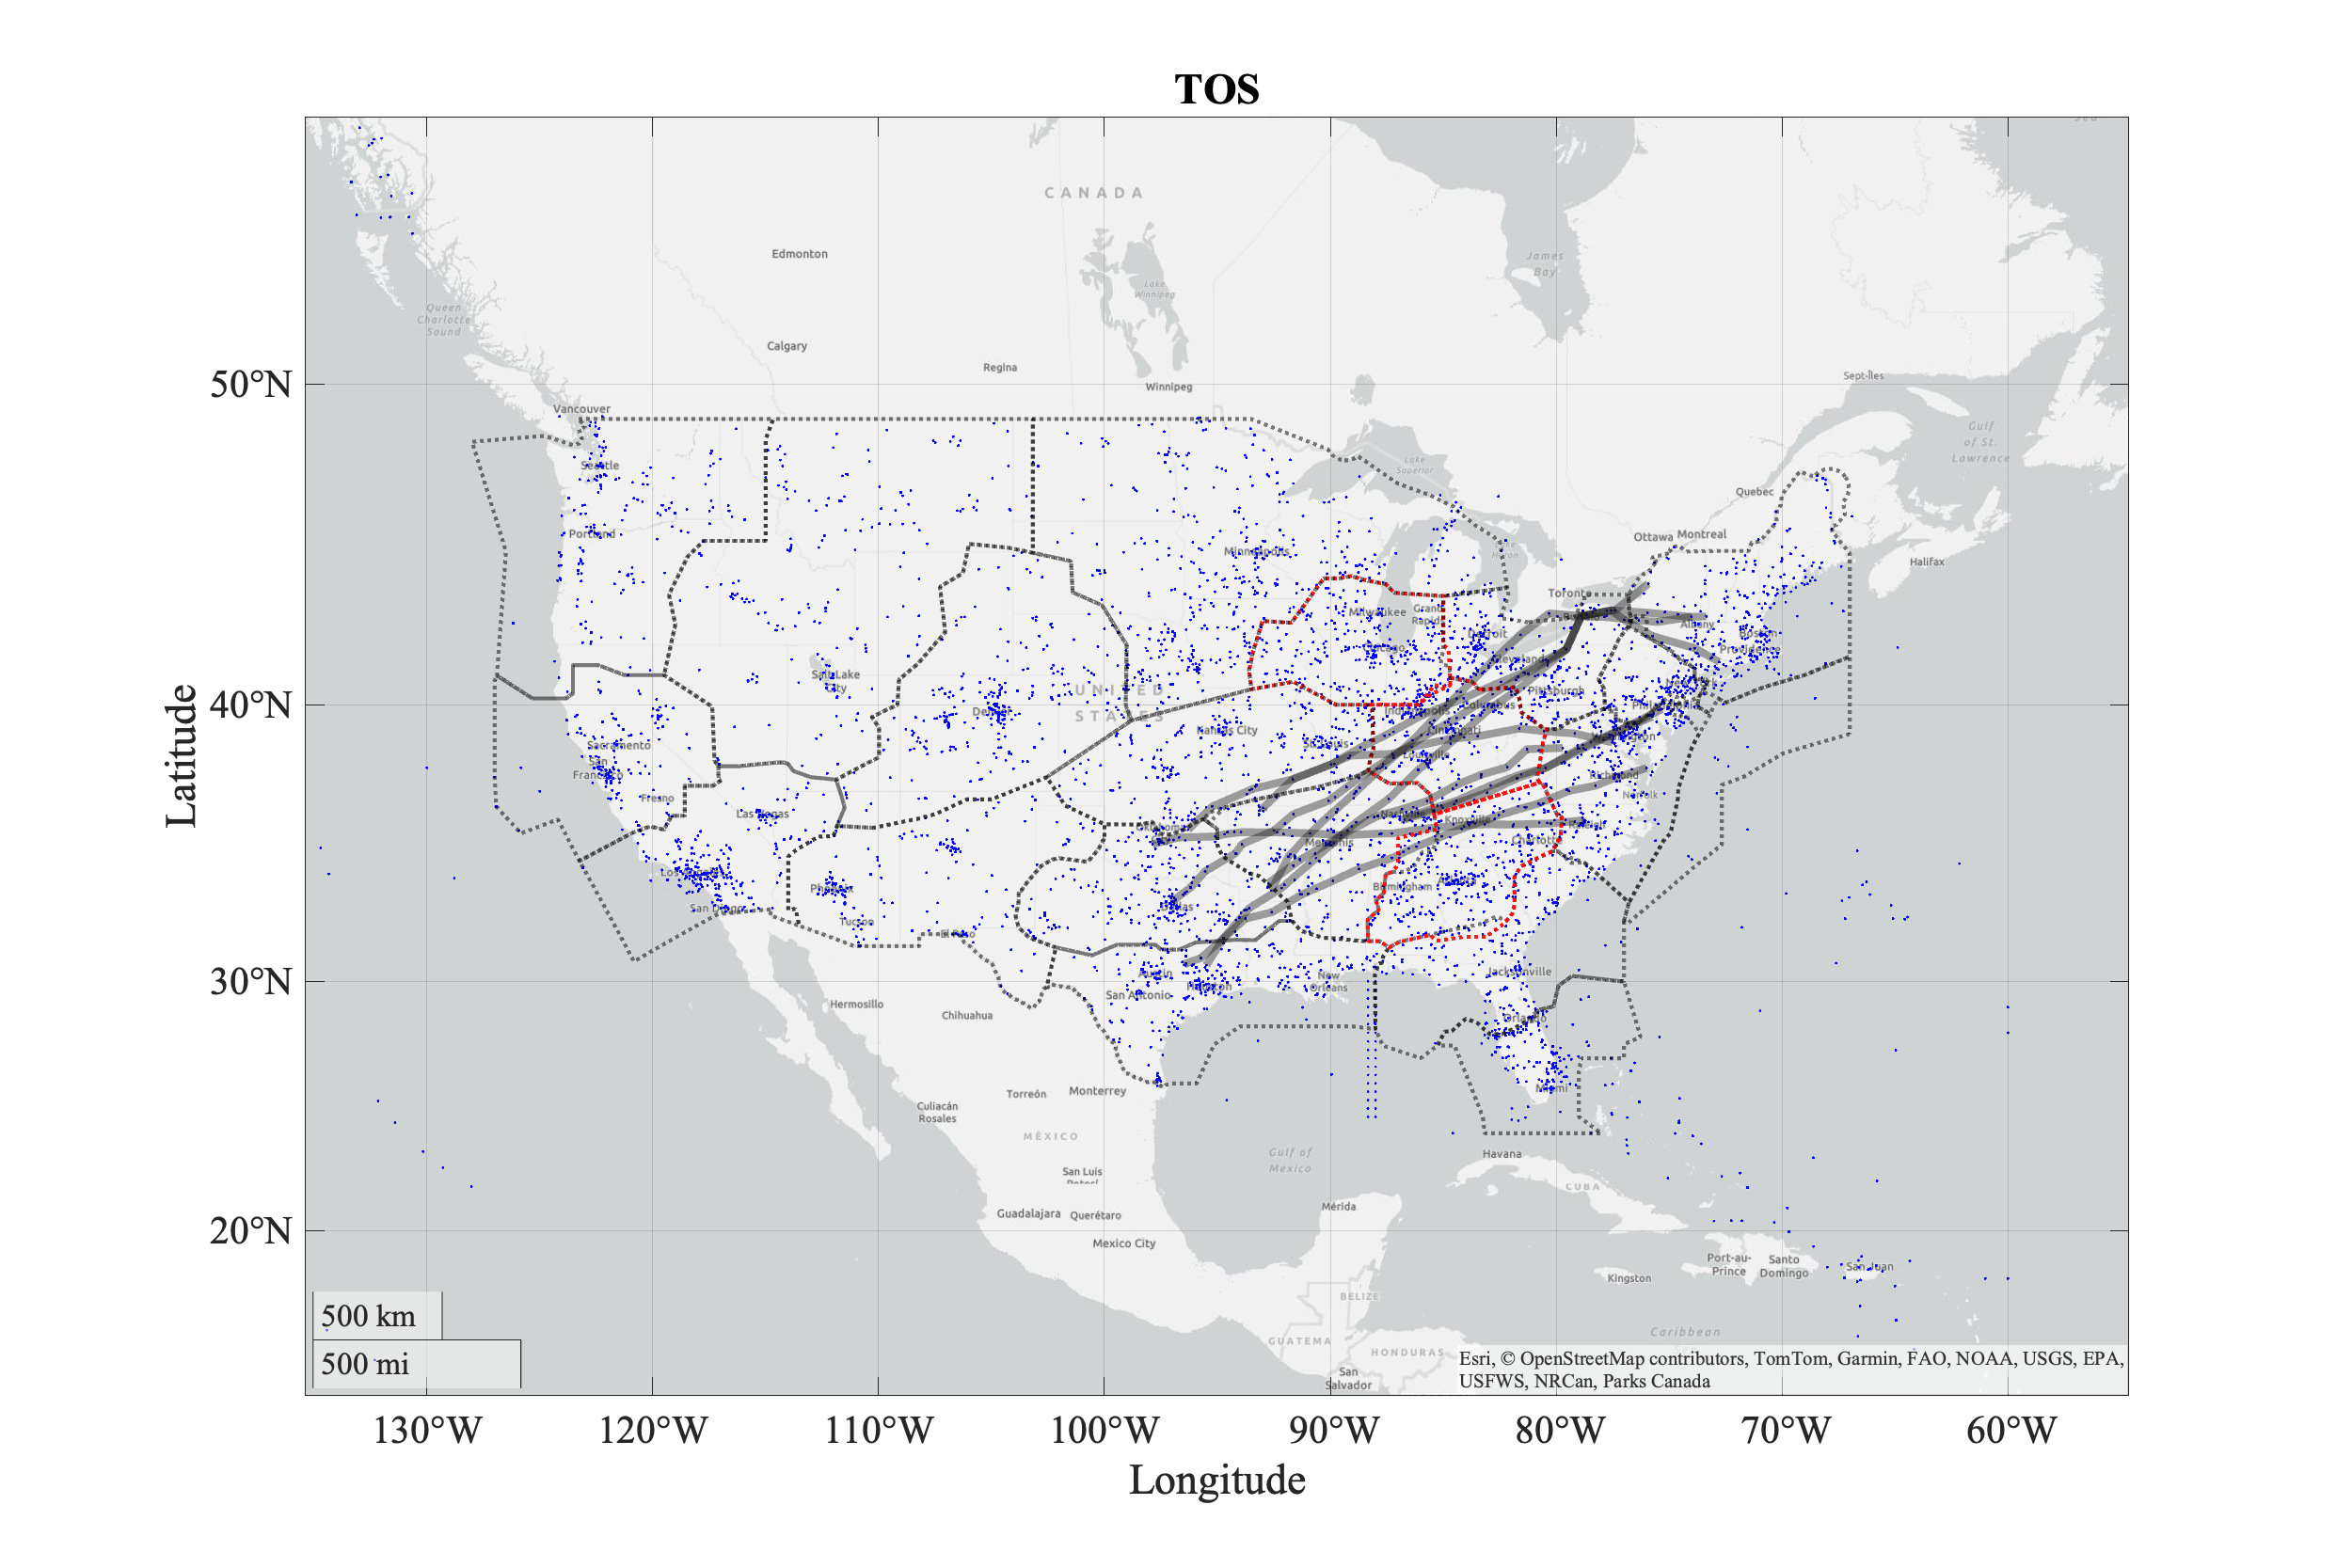 TOS
Sea
CANADA
Edmonton
James
Bay
Lake
Winnipeg
Queen
Charlotte
Sound
Calgary
Regina
Winnipeg
Sept-Îles
50°N
Vancouver
Gulf
of St.
Lawrence
Seattle
Lake
Superior
Quebec
Portland
Ottawa
Montreal
Minneapolis
Halifax
Toronto
Milwaukee
Grand
Rapids
Albany
Detroit
Boston
Chicago
Providence
Cleveland
Salt Lake
City
UNITED
STATES
Pittsburgh
New York
40°N
Denver
Indianapolis
Columbus
Philadelphia
Kansas City
Cincinnati
Washington
Sacramento
St. Louis
Louisville
San
Francisco
Richmond
Fresno
Norfolk
Las Vegas
Nashville
Knoxville
Oklahoma
City
Raleigh
Memphis
Charlotte
Los Angeles
Phoenix
Birmingham
Atlanta
San Diego
Dallas
Tucson
El Paso
Jacksonville
Austin
New
Orleans
30°N
San Antonio
Houston
Hermosillo
Chihuahua
Orlando
Miami
Torreón
Monterrey
Culiacán
Rosales
MÉXICO
Gulf of
Mexico
Havana
San Luis
Potosí
CUBA
Guadalajara
Querétaro
Mérida
20°N
Mexico City
Port-au-
Prince
Santo
Domingo
San Juan
Kingston
BELIZE
500 km
GUATEMALA
HONDURAS
Caribbean
500 mi
San
Salvador
Esri, © OpenStreetMap contributors, TomTom, Garmin, FAO, NOAA, USGS, EPA,
USFWS, NRCan, Parks Canada
130°W
120°W
110°W
100°W
90°W
80°W
70°W
60°W
Longitude
Latitude